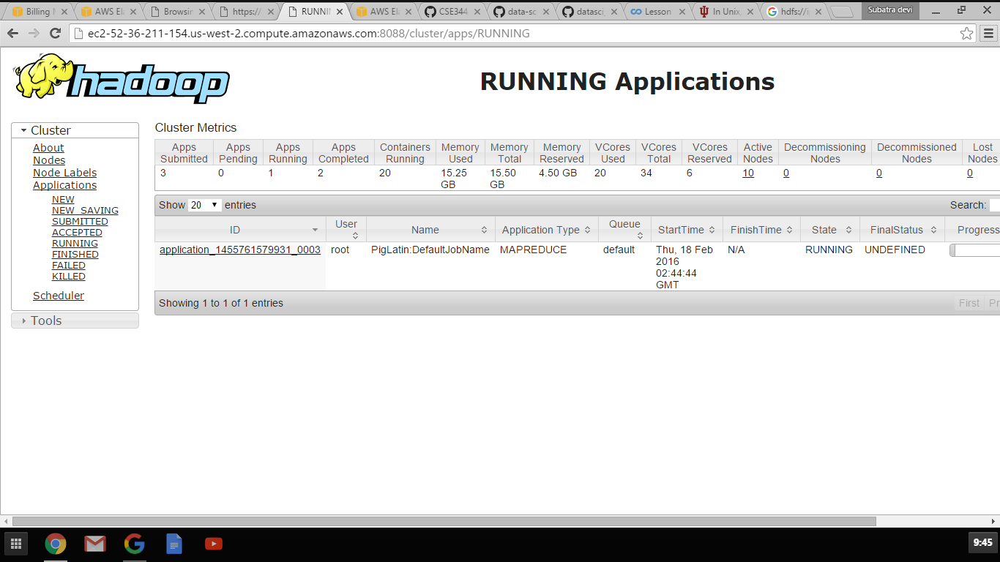 Billing M
AWS Ela
Browsin
https://
RUNNIN
AWS Ela
CSE344
data-sc
datasci_
Lesson
In Unix,
hdfs://i
Subatra devi
ec2-52-36-211-154.us-west-2.compute.amazonaws.com:8088/cluster/apps/RUNNING
hadoop
RUNNING Applications
Cluster
About
Nodes
Node Labels
Applications
NEW
NEW_SAVING
SUBMITTED
ACCEPTED
RUNNING
FINISHED
FAILED
KILLED
Scheduler
Tools
Cluster Metrics
Apps Apps Apps Apps Containers Memory Memory Memory VCores VCores VCores Active Decommissioning Decommissioned Lost
Submitted Pending Running Completed Running Used Total Reserved Used Total Reserved Nodes Nodes Nodes Nodes
3 0 1 2 20 15.25 15.50 4.50 GB 20 34 6 10 0 0 0
GB GB
Show 20 entries Search:
ID User Name Application Type Queue StartTime FinishTime State FinalStatus Progress
application_1455761579931_0003 root PigLatin:DefaultJobName MAPREDUCE default Thu, 18 Feb N/A RUNNING UNDEFINED
2016
02:44:44
GMT
Showing 1 to 1 of 1 entries First Pr
9:45